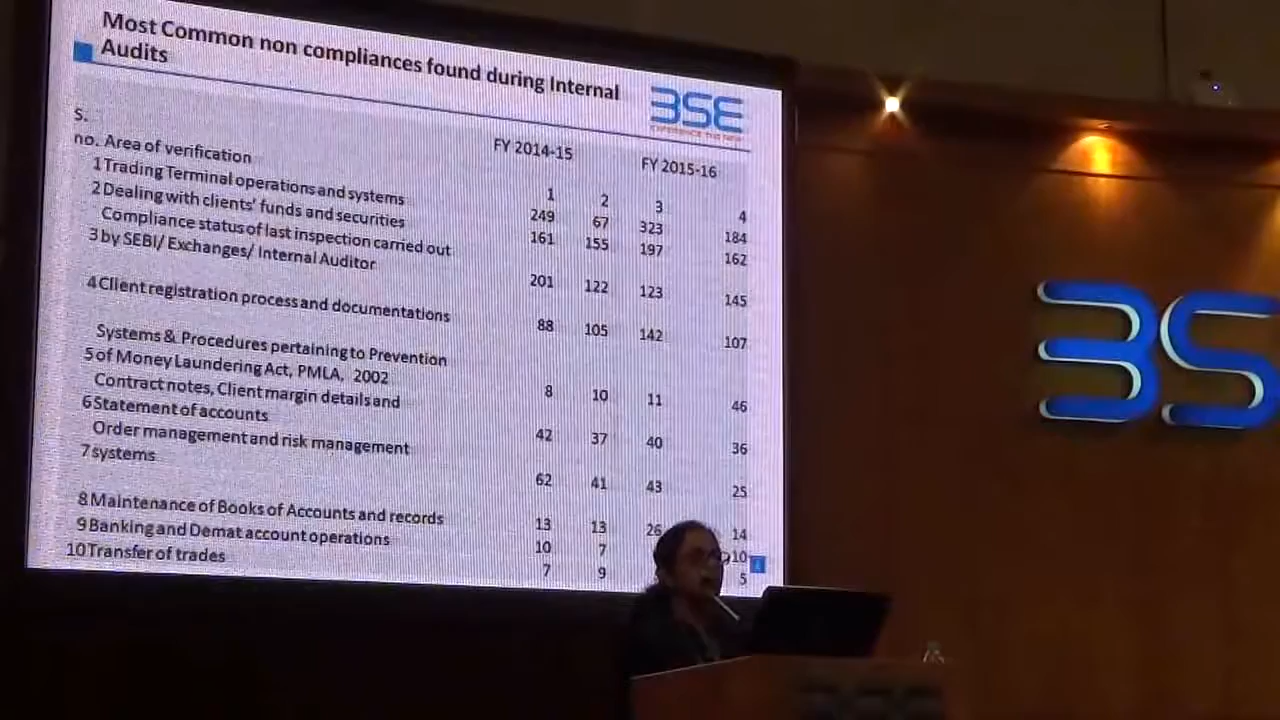 Most Common non compliances found during Internal
Audits
BSE
EXPERIENCE THE NEW
S.
no. Area of verification FY 2014-15 FY 2015-16
1 2 3 4
1 Trading Terminal operations and systems 249 67 323 184
2 Dealing with clients' funds and securities 161 155 197 162
Compliance status of last inspection carried out
3 by SEBI/ Exchanges/ Internal Auditor 201 122 123 145
4 Client registration process and documentations 88 105 142 107
Systems & Procedures pertaining to Prevention
5 of Money Laundering Act, PMLA, 2002 8 10 11 46
Contract notes, Client margin details and
6 Statement of accounts 42 37 40 36
Order management and risk management
7 systems 62 41 43 25
8 Maintenance of Books of Accounts and records 13 13 26 14
9 Banking and Demat account operations 10 7 10
10 Transfer of trades 7 9 5
BS